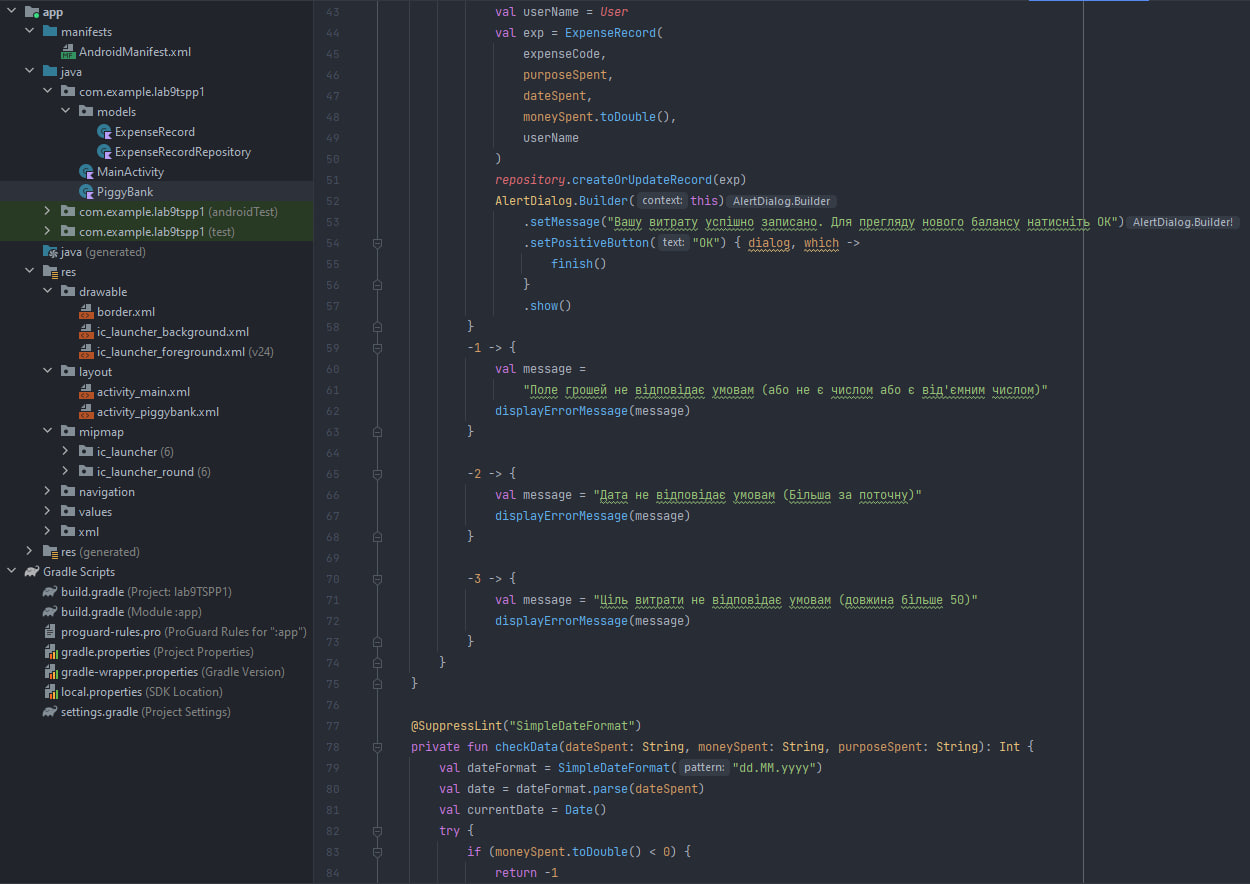 app
manifests
AndroidManifest.xml
java
com.example.lab9tspp1
models
ExpenseRecord
ExpenseRecordRepository
MainActivity
PiggyBank
com.example.lab9tspp1 (androidTest)
com.example.lab9tspp1 (test)
java (generated)
res
drawable
border.xml
ic_launcher_background.xml
ic_launcher_foreground.xml (v24)
layout
activity_main.xml
activity_piggybank.xml
mipmap
ic_launcher (6)
ic_launcher_round (6)
navigation
values
xml
res (generated)
Gradle Scripts
build.gradle (Project: lab9TSPP1)
build.gradle (Module :app)
proguard-rules.pro (ProGuard Rules for ":app")
gradle.properties (Project Properties)
gradle-wrapper.properties (Gradle Version)
local.properties (SDK Location)
settings.gradle (Project Settings)
43 val userName = User
44 val exp = ExpenseRecord(
45 expenseCode,
46 purposeSpent,
47 dateSpent,
48 moneySpent.toDouble(),
49 userName
50 )
51 repository.createOrUpdateRecord(exp)
52 AlertDialog.Builder( context: this) AlertDialog.Builder
53 .setMessage("Вашу витрату успішно записано. Для прегляду нового балансу натисніть ОК") AlertDialog.Builder!
54 .setPositiveButton( text: "OK") { dialog, which ->
55 finish()
56 }
57 .show()
58 }
59 -1 -> {
60 val message =
61 "Поле грошей не відповідає умовам (або не є числом або є від'ємним числом)"
62 displayErrorMessage(message)
63 }
64
65 -2 -> {
66 val message = "Дата не відповідає умовам (Більша за поточну)"
67 displayErrorMessage(message)
68 }
69
70 -3 -> {
71 val message = "Ціль витрати не відповідає умовам (довжина більше 50)"
72 displayErrorMessage(message)
73 }
74 }
75 }
76
77 @SuppressLint("SimpleDateFormat")
78 private fun checkData(dateSpent: String, moneySpent: String, purposeSpent: String): Int {
79 val dateFormat = SimpleDateFormat( pattern: "dd.MM.yyyy")
80 val date = dateFormat.parse(dateSpent)
81 val currentDate = Date()
82 try {
83 if (moneySpent.toDouble() < 0) {
84 return -1